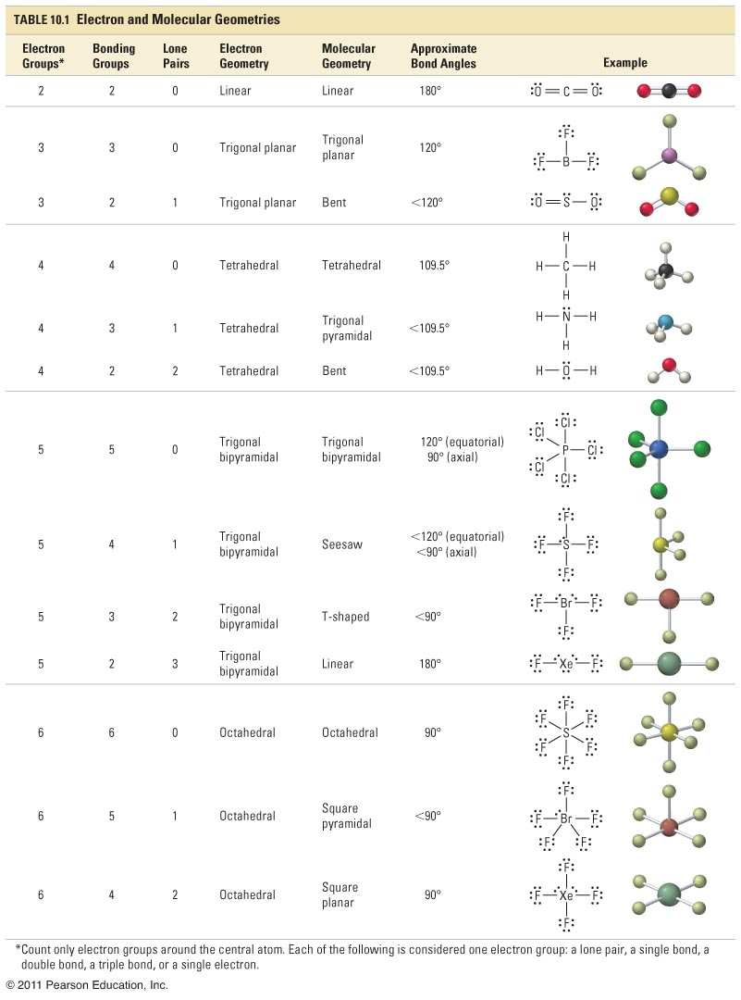 TABLE 10.1 Electron and Molecular Geometries
Electron Groups* Bonding Groups Lone Pairs Electron Geometry Molecular Geometry Approximate Bond Angles Example
2 2 0 Linear Linear 180° :Ö=C=Ö:
3 3 0 Trigonal planar Trigonal planar 120° :F: :F—B—F:
3 2 1 Trigonal planar Bent <120° :Ö=S—O:
4 4 0 Tetrahedral Tetrahedral 109.5° H H—C—H H
4 3 1 Tetrahedral Trigonal pyramidal <109.5° H—N—H H
4 2 2 Tetrahedral Bent <109.5° H—O—H
5 5 0 Trigonal bipyramidal Trigonal bipyramidal 120° (equatorial) 90° (axial) :Cl: :Cl P—Cl: :Cl :Cl:
5 4 1 Trigonal bipyramidal Seesaw <120° (equatorial) <90° (axial) :F: :F—S—F: :F:
5 3 2 Trigonal bipyramidal T-shaped <90° :F—Br—F: :F:
5 2 3 Trigonal bipyramidal Linear 180° :F—Xe—F:
6 6 0 Octahedral Octahedral 90° :F: :F F: S :F F: :F:
6 5 1 Octahedral Square pyramidal <90° :F: :F—Br—F: :F: :F:
6 4 2 Octahedral Square planar 90° :F: :F—Xe—F: :F:
*Count only electron groups around the central atom. Each of the following is considered one electron group: a lone pair, a single bond, a
double bond, a triple bond, or a single electron.
© 2011 Pearson Education, Inc.